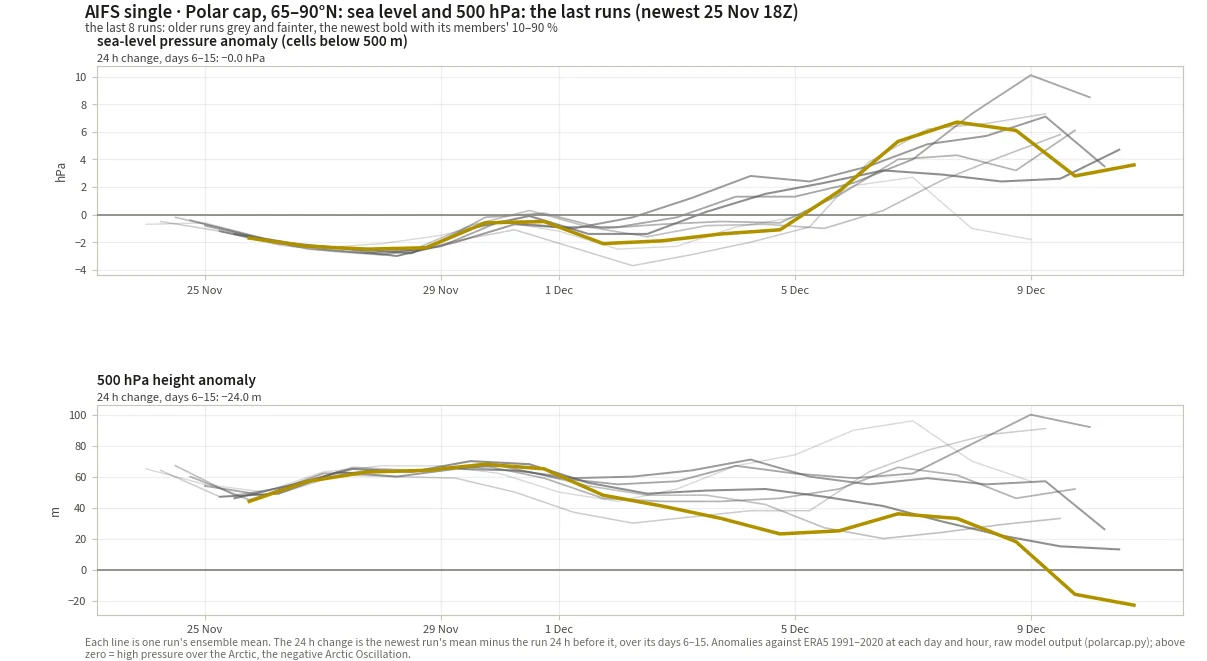 AIFS single · Polar cap, 65–90°N: sea level and 500 hPa: the last runs (newest 25 Nov 18Z)
the last 8 runs: older runs grey and fainter, the newest bold with its members' 10–90 %
sea-level pressure anomaly (cells below 500 m)
24 h change, days 6–15: −0.0 hPa
10
8
6
4
2
0
−2
−4
hPa
25 Nov
29 Nov
1 Dec
5 Dec
9 Dec
500 hPa height anomaly
24 h change, days 6–15: −24.0 m
100
80
60
40
20
0
−20
m
25 Nov
29 Nov
1 Dec
5 Dec
9 Dec
Each line is one run's ensemble mean. The 24 h change is the newest run's mean minus the run 24 h before it, over its days 6–15. Anomalies against ERA5 1991–2020 at each day and hour, raw model output (polarcap.py); above
zero = high pressure over the Arctic, the negative Arctic Oscillation.